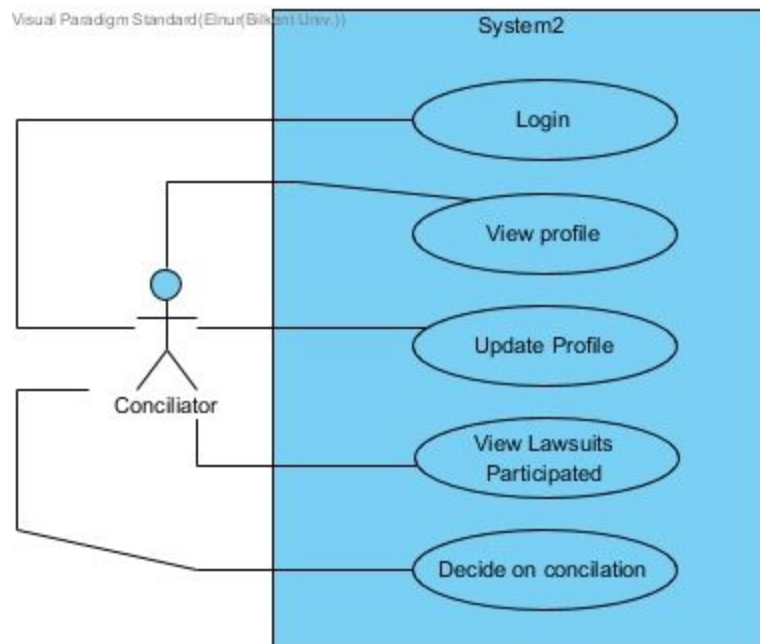 Visual Paradigm Standard(Elnur(Bilkent Univ.))
System2
Login
View profile
Update Profile
Conciliator
View Lawsuits
Participated
Decide on concilation